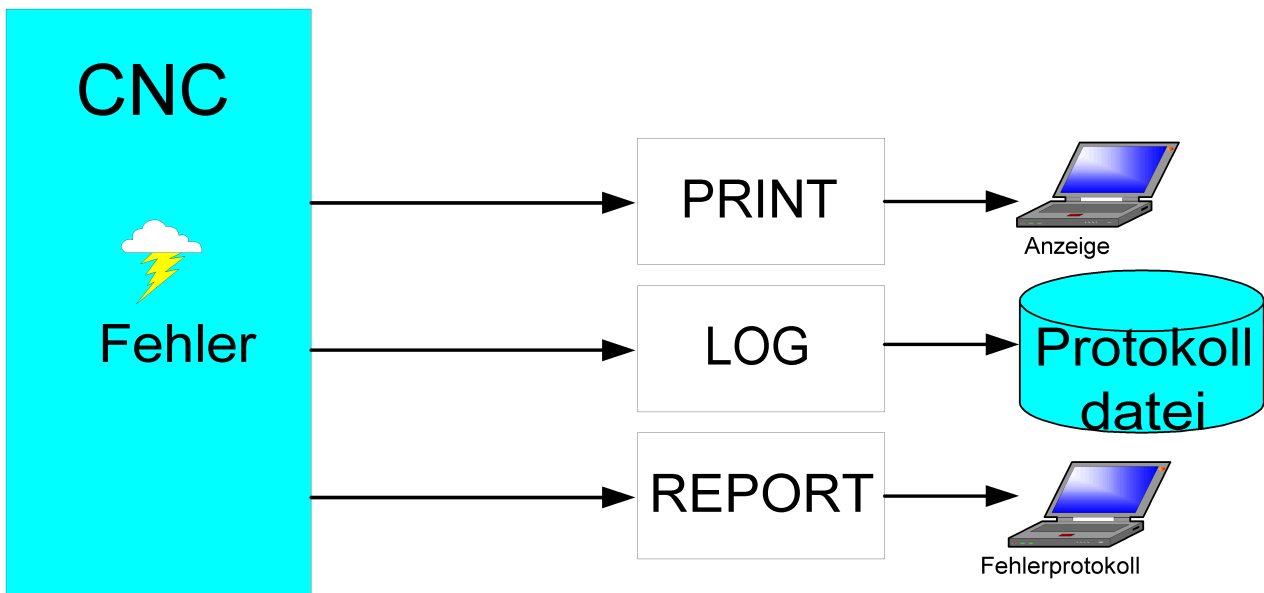 CNC
Fehler
PRINT
Anzeige
LOG
Protokoll
datei
REPORT
Fehlerprotokoll